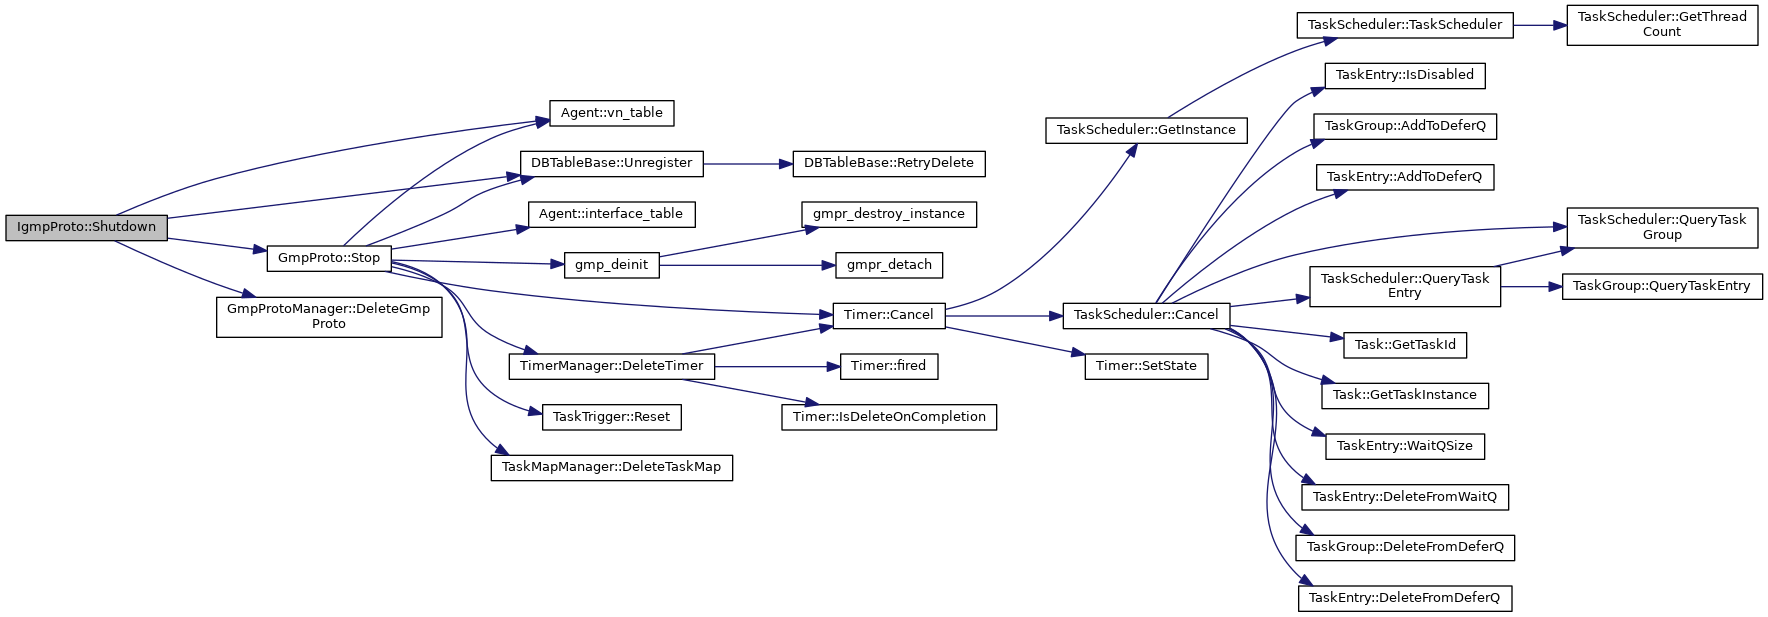 TaskScheduler::TaskScheduler
TaskScheduler::GetThread
Count
TaskEntry::IsDisabled
Agent::vn_table
TaskGroup::AddToDeferQ
TaskScheduler::GetInstance
DBTableBase::Unregister
DBTableBase::RetryDelete
TaskEntry::AddToDeferQ
Agent::interface_table
gmpr_destroy_instance
TaskScheduler::QueryTask
Group
IgmpProto::Shutdown
GmpProto::Stop
gmp_deinit
gmpr_detach
TaskScheduler::QueryTask
Entry
TaskGroup::QueryTaskEntry
GmpProtoManager::DeleteGmp
Proto
Timer::Cancel
TaskScheduler::Cancel
Task::GetTaskId
TimerManager::DeleteTimer
Timer::fired
Timer::SetState
Task::GetTaskInstance
TaskTrigger::Reset
Timer::IsDeleteOnCompletion
TaskEntry::WaitQSize
TaskMapManager::DeleteTaskMap
TaskEntry::DeleteFromWaitQ
TaskGroup::DeleteFromDeferQ
TaskEntry::DeleteFromDeferQ